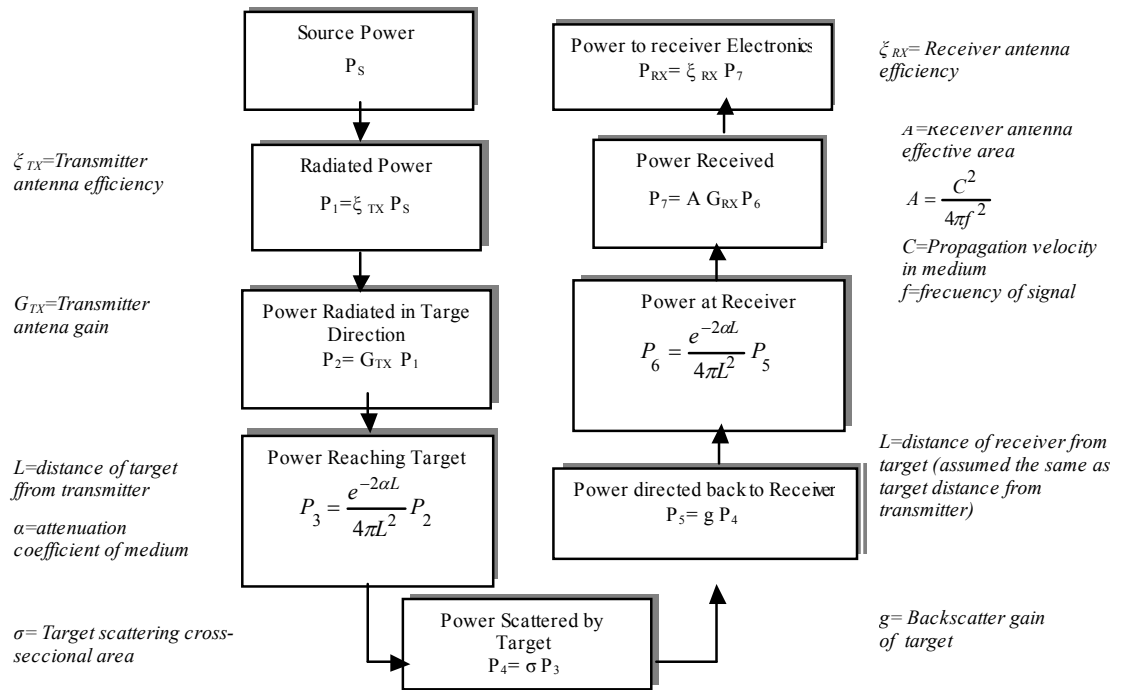 Source Power
P_S
ξ_TX=Transmitter
antenna efficiency
Radiated Power
P_1=ξ_TX P_S
G_TX=Transmitter
antena gain
Power Radiated in Targe
Direction
P_2= G_TX P_1
L=distance of target
ffrom transmitter
α=attenuation
coefficient of medium
Power Reaching Target
P_3 = e^{-2αL} / 4πL^2 P_2
σ= Target scattering cross-
seccional area
Power Scattered by
Target
P_4= σ P_3
g= Backscatter gain
of target
Power directed back to Receiver
P_5= g P_4
L=distance of receiver from
target (assumed the same as
target distance from
transmitter)
Power at Receiver
P_6 = e^{-2αL} / 4πL^2 P_5
Power Received
P_7= A G_RX P_6
A=Receiver antenna
effective area
A = C^2 / 4πf^2
C=Propagation velocity
in medium
f=frecuency of signal
Power to receiver Electronics
P_RX= ξ_RX P_7
ξ_RX= Receiver antenna
efficiency